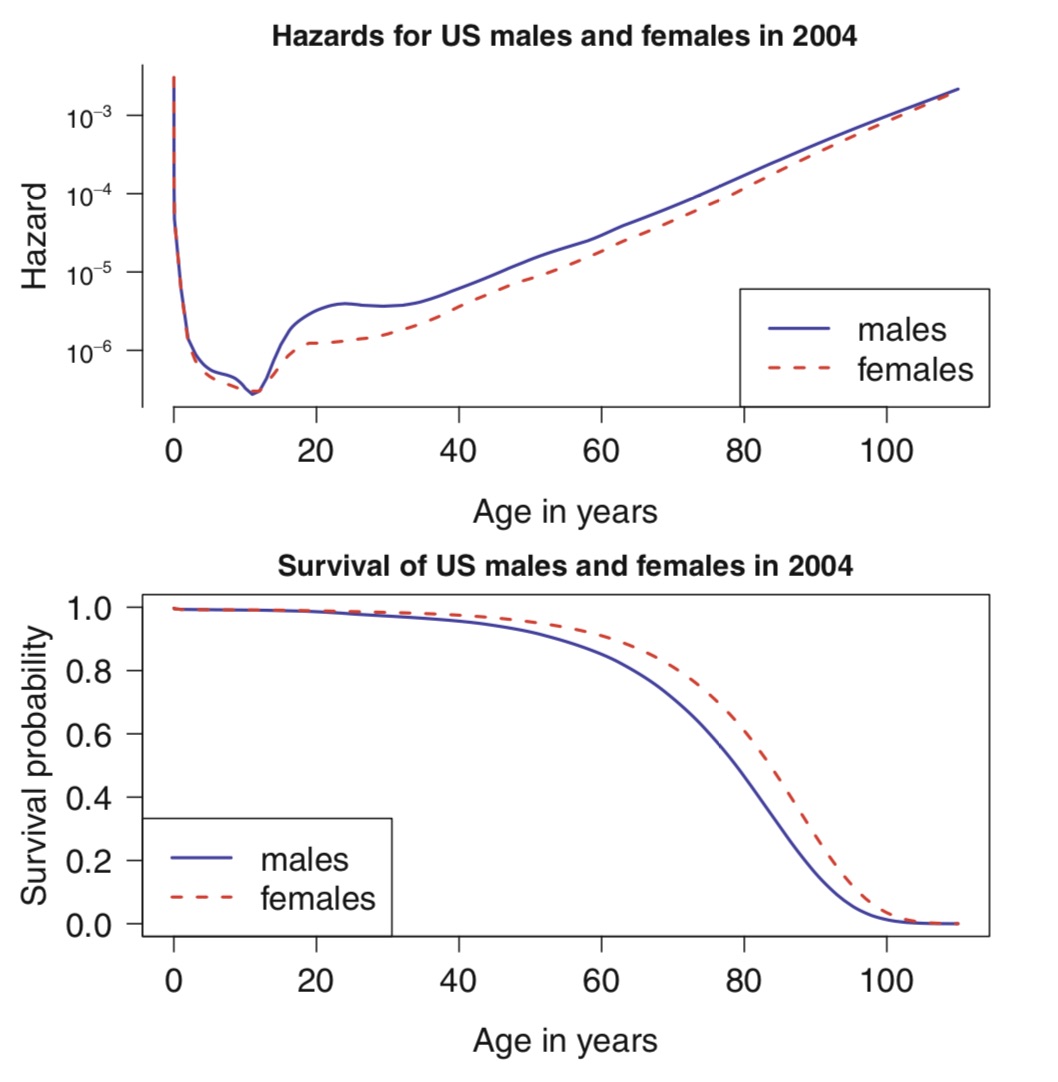 Hazards for US males and females in 2004
Hazard
10⁻³
10⁻⁴
10⁻⁵
10⁻⁶
males
females
0 20 40 60 80 100
Age in years
Survival of US males and females in 2004
Survival probability
1.0
0.8
0.6
0.4
0.2
0.0
males
females
0 20 40 60 80 100
Age in years